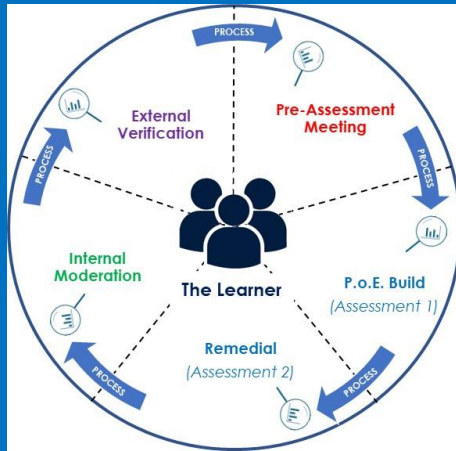 PROCESS
Pre-Assessment
Meeting
PROCESS
P.o.E. Build
(Assessment 1)
PROCESS
Remedial
(Assessment 2)
PROCESS
Internal
Moderation
PROCESS
External
Verification
The Learner